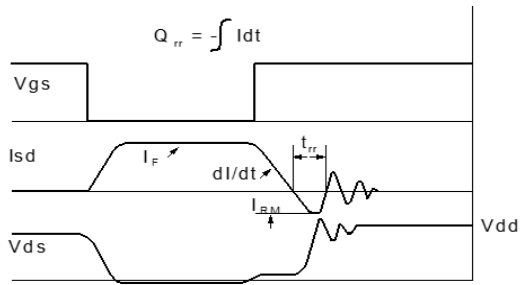 Q rr = -∫ Idt
Vgs
Isd
I F
dI/dt
t rr
I RM
Vds
Vdd